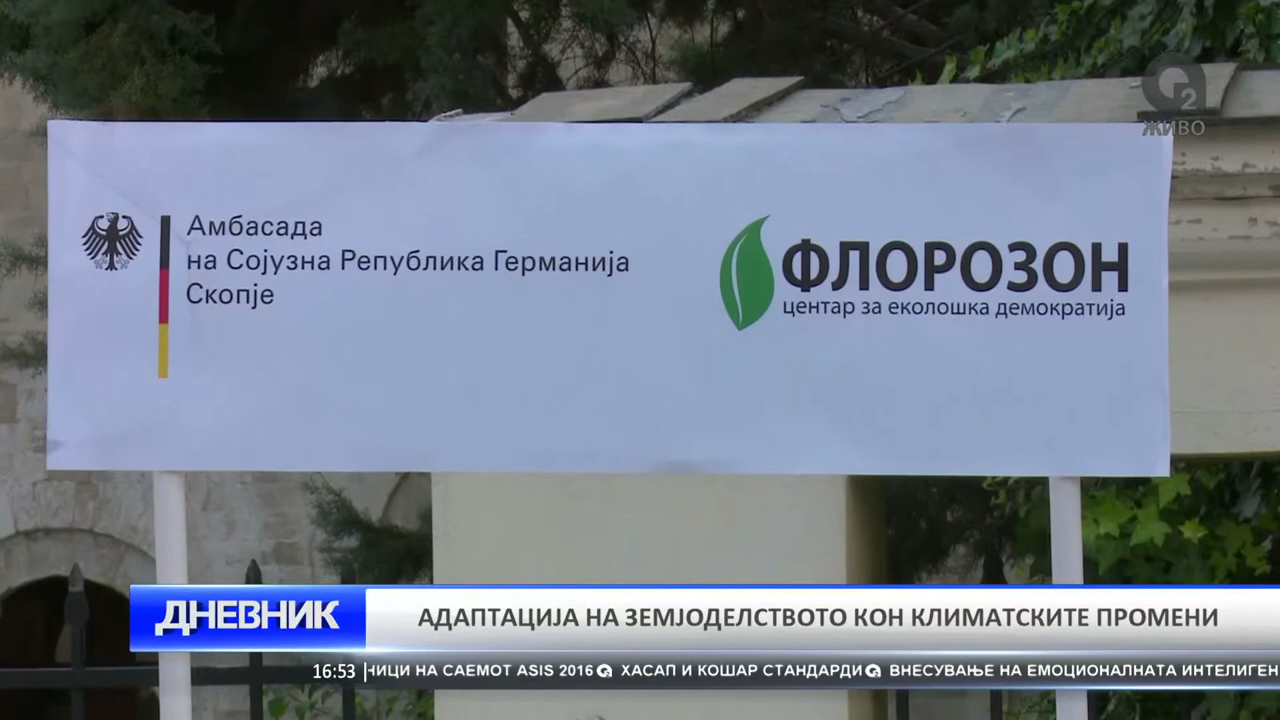 2
ЖИВО
Амбасада
на Сојузна Република Германија
Скопје
ФЛОРОЗОН
центар за еколошка демократија
ДНЕВНИК
АДАПТАЦИЈА НА ЗЕМЈОДЕЛСТВОТО КОН КЛИМАТСКИТЕ ПРОМЕНИ
16:53
НИЦИ НА САЕМОТ ASIS 2016 ХАСАП И КОШАР СТАНДАРДИ ВНЕСУВАЊЕ НА ЕМОЦИОНАЛНАТА ИНТЕЛИГЕН